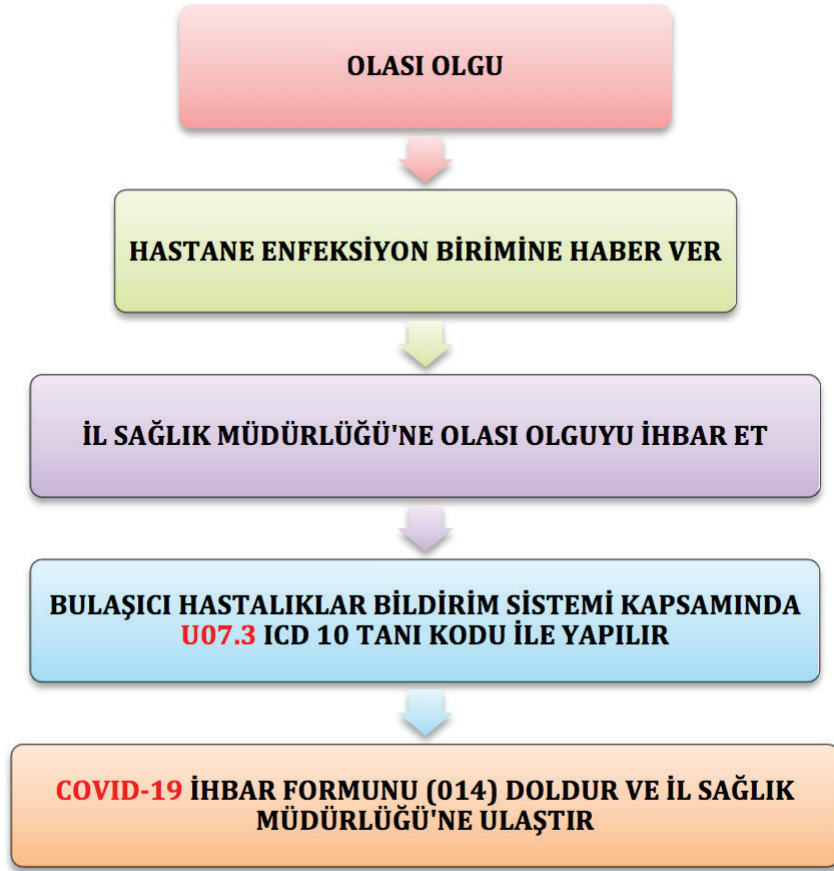 OLASI OLGU
HASTANE ENFEKSİYON BİRİMİNE HABER VER
İL SAĞLIK MÜDÜRLÜĞÜ'NE OLASI OLGUYU İHBAR ET
BULAŞICI HASTALIKLAR BİLDİRİM SİSTEMİ KAPSAMINDA
U07.3 ICD 10 TANI KODU İLE YAPILIR
COVID-19 İHBAR FORMUNU (014) DOLDUR VE İL SAĞLIK
MÜDÜRLÜĞÜ'NE ULAŞTIR